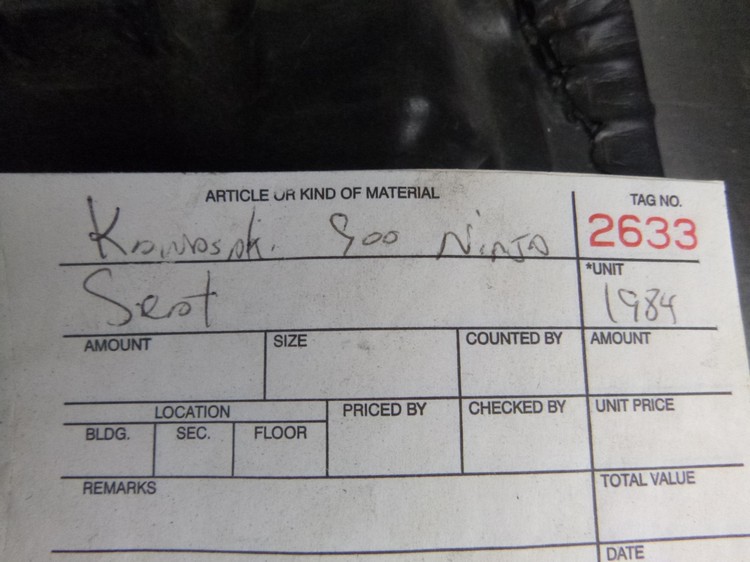 ARTICLE OR KIND OF MATERIAL
TAG NO.
Kawasaki 900 Ninja
2633
*UNIT
Seat
1984
AMOUNT
SIZE
COUNTED BY
AMOUNT
LOCATION
PRICED BY
CHECKED BY
UNIT PRICE
BLDG.
SEC.
FLOOR
REMARKS
TOTAL VALUE
DATE